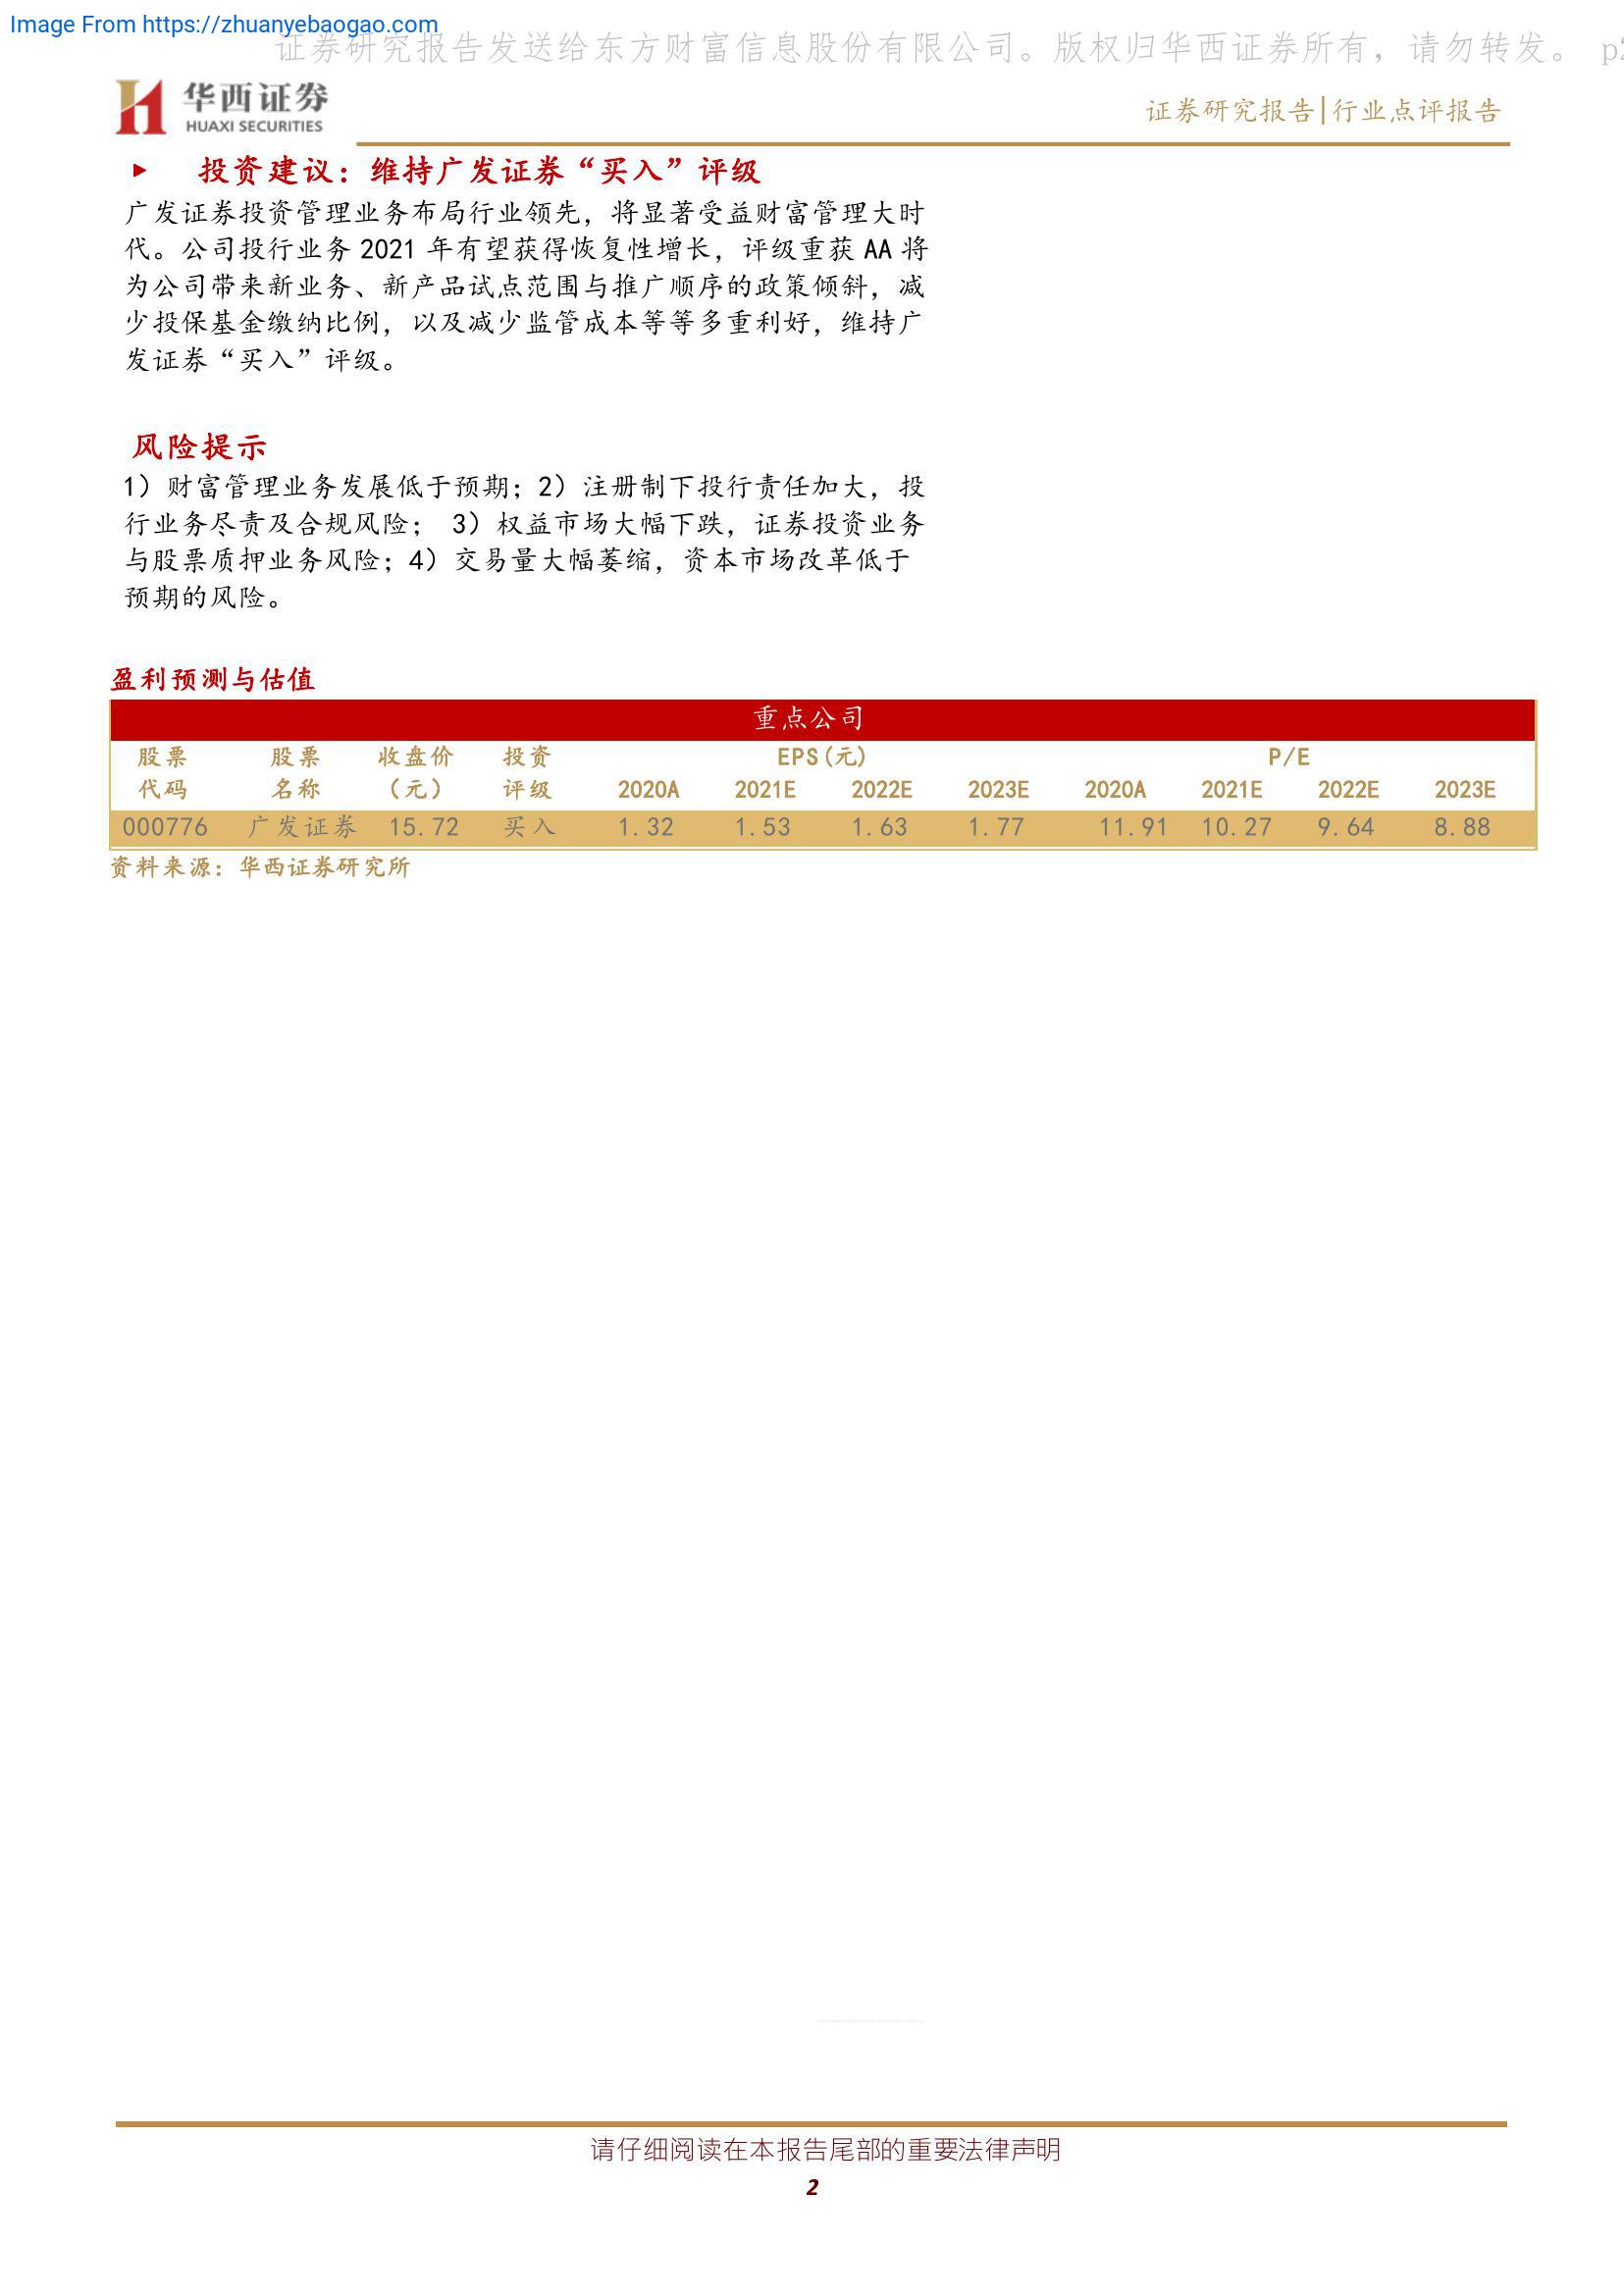 Image From https://zhuanyebaogao.com
证券研究报告发送给东方财富信息股份有限公司。版权归华西证券所有，请勿转发。 p2
华西证券
HUAXI SECURITIES
证券研究报告|行业点评报告
► 投资建议：维持广发证券“买入”评级
广发证券投资管理业务布局行业领先，将显著受益财富管理大时
代。公司投行业务 2021 年有望获得恢复性增长，评级重获 AA 将
为公司带来新业务、新产品试点范围与推广顺序的政策倾斜，减
少投保基金缴纳比例，以及减少监管成本等等多重利好，维持广
发证券“买入”评级。
风险提示
1）财富管理业务发展低于预期；2）注册制下投行责任加大，投
行业务尽责及合规风险； 3）权益市场大幅下跌，证券投资业务
与股票质押业务风险；4）交易量大幅萎缩，资本市场改革低于
预期的风险。
盈利预测与估值
重点公司
股票 股票 收盘价 投资 EPS(元) P/E
代码 名称 （元） 评级 2020A 2021E 2022E 2023E 2020A 2021E 2022E 2023E
000776 广发证券 15.72 买入 1.32 1.53 1.63 1.77 11.91 10.27 9.64 8.88
资料来源：华西证券研究所
请仔细阅读在本报告尾部的重要法律声明
2